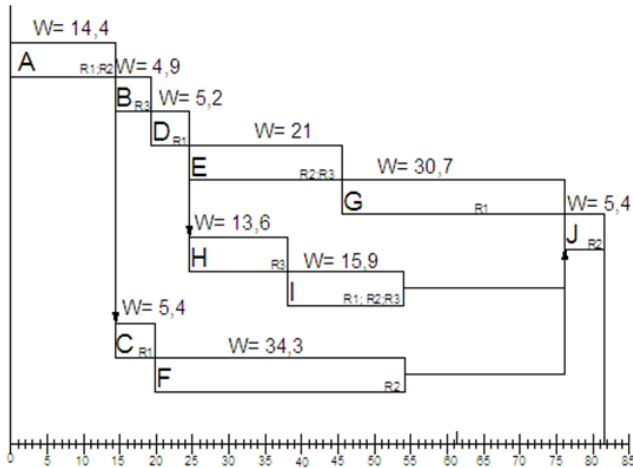 W= 14,4
A R1;R2 W= 4,9
B R3 W= 5,2
D R1 W= 21
E R2;R3 W= 30,7
G R1 W= 5,4
J R2
W= 13,6
H R3 W= 15,9
I R1; R2;R3
W= 5,4
C R1 W= 34,3
F R2
0 5 10 15 20 25 30 35 40 45 50 55 60 65 70 75 80 85